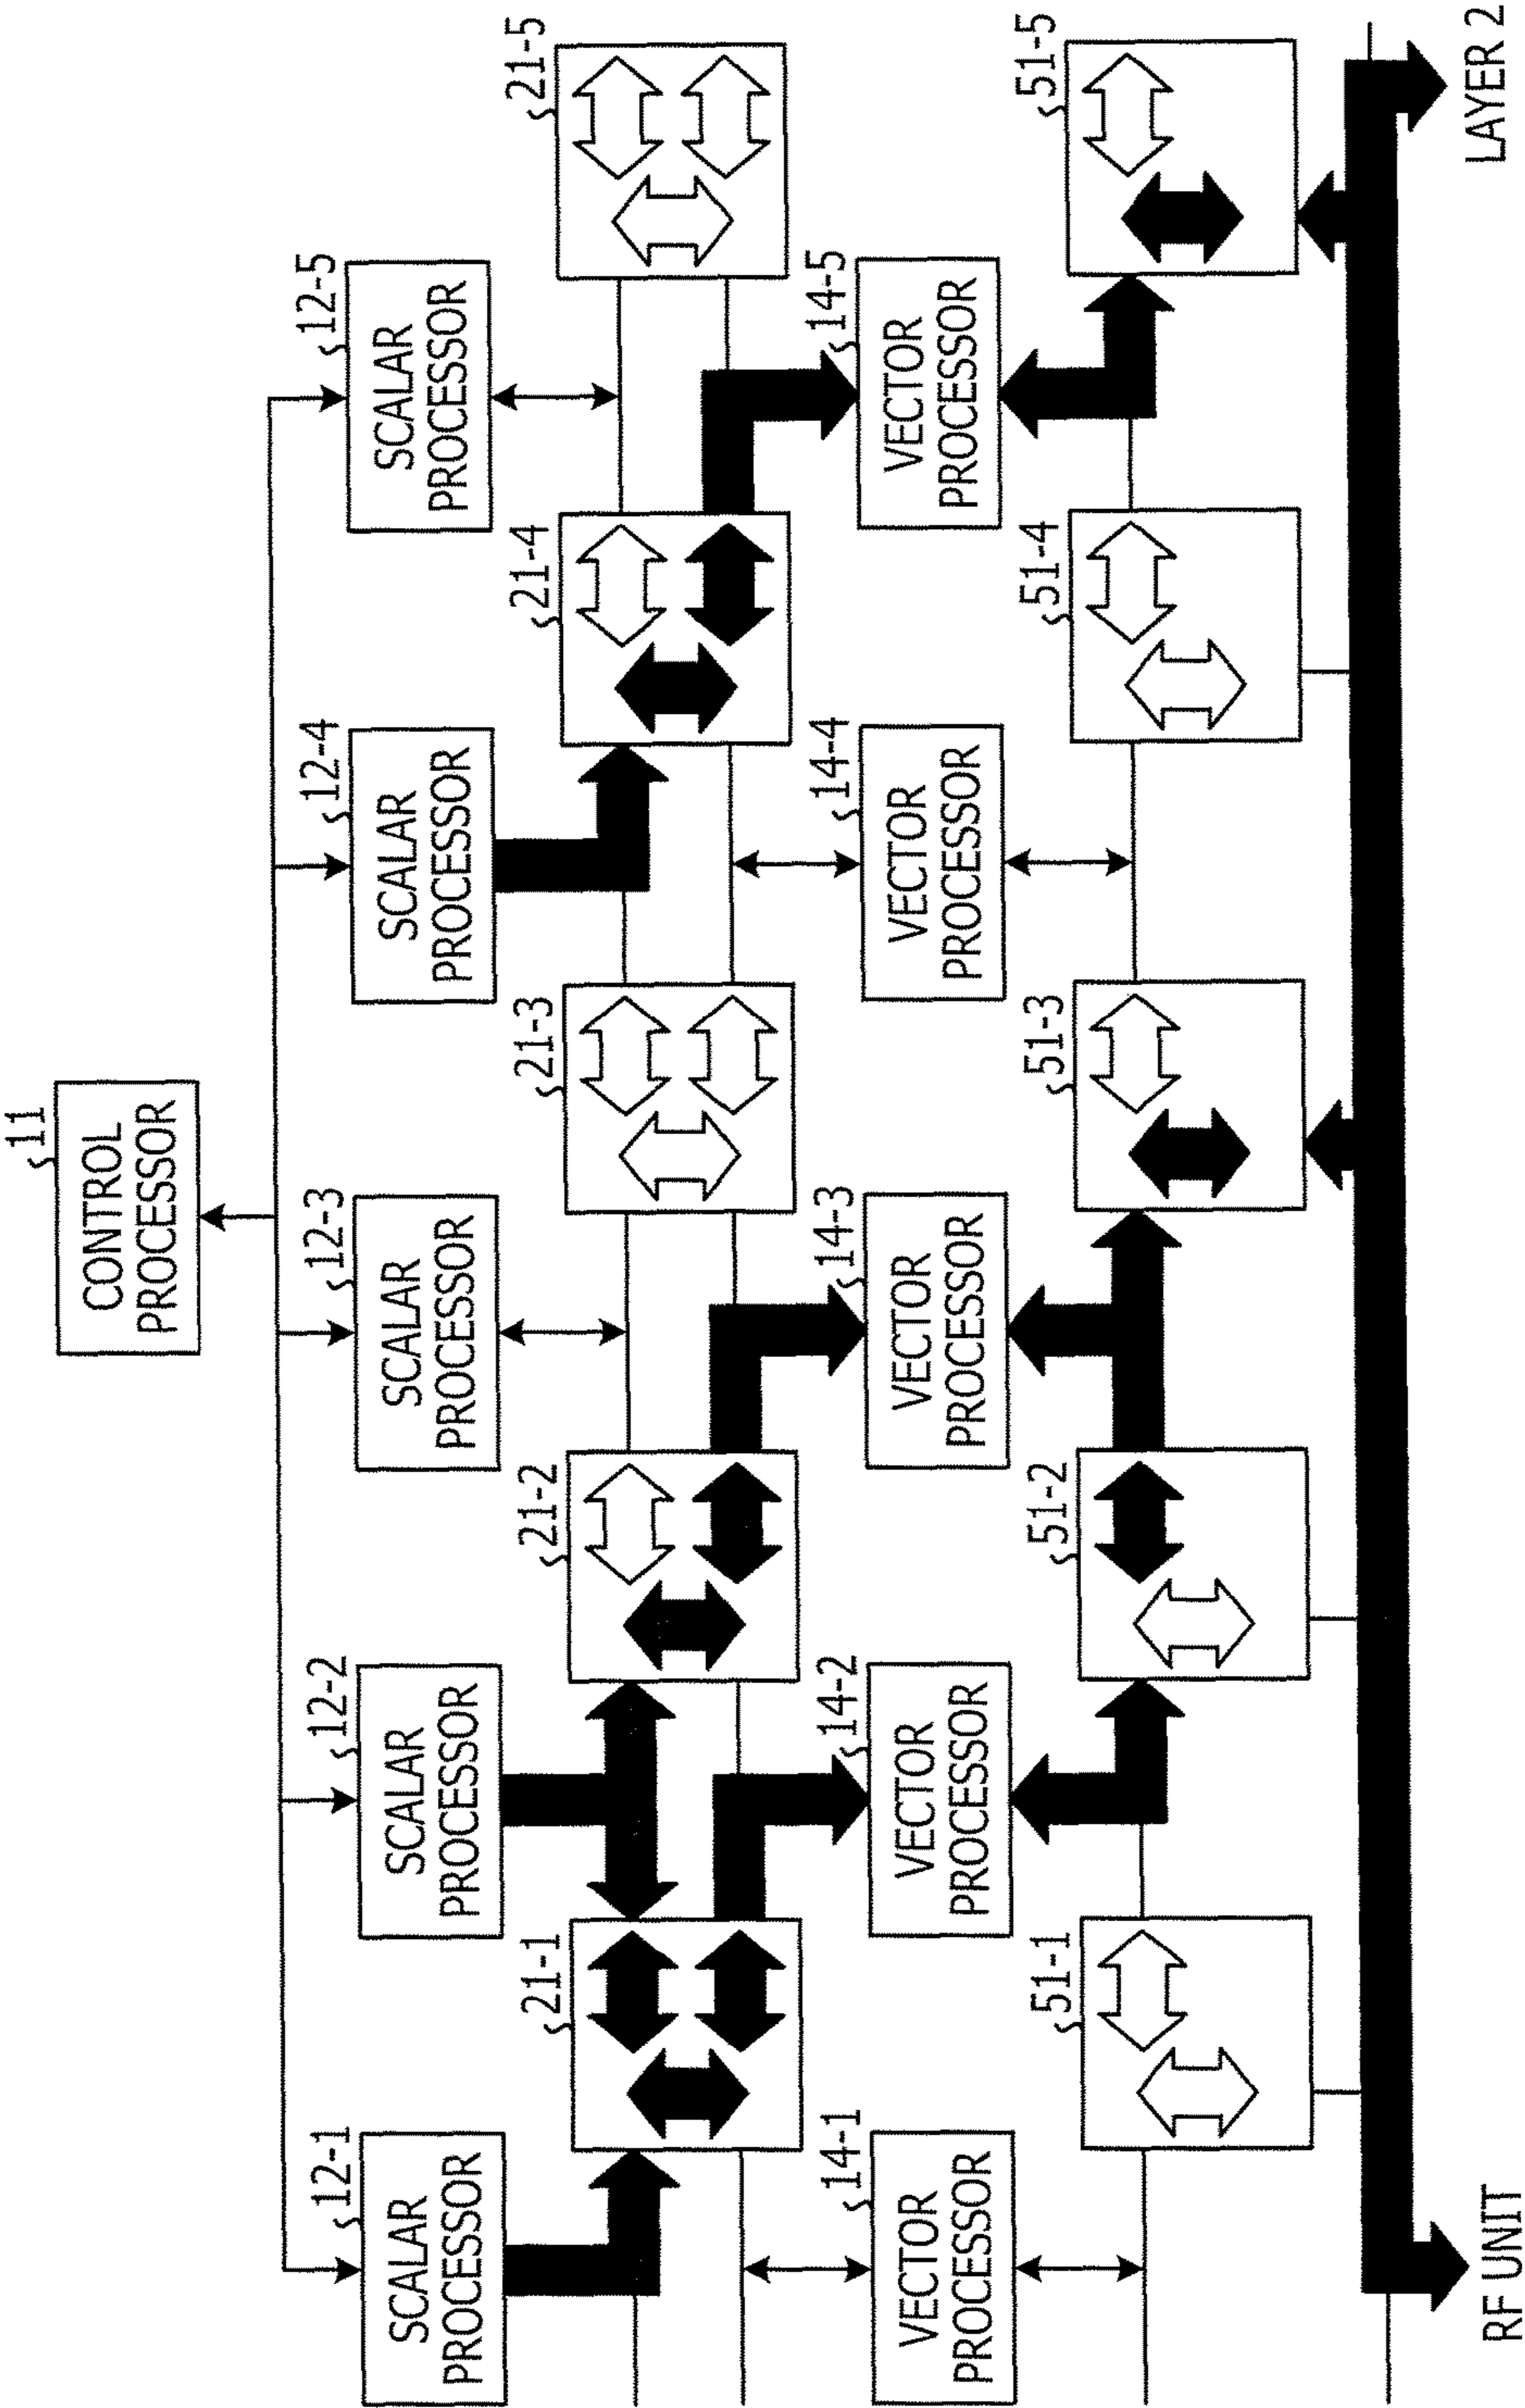 11
CONTROL
PROCESSOR
12-1
SCALAR
PROCESSOR
12-2
SCALAR
PROCESSOR
12-3
SCALAR
PROCESSOR
12-4
SCALAR
PROCESSOR
12-5
SCALAR
PROCESSOR
21-1
21-2
21-3
21-4
21-5
14-1
VECTOR
PROCESSOR
14-2
VECTOR
PROCESSOR
14-3
VECTOR
PROCESSOR
14-4
VECTOR
PROCESSOR
14-5
VECTOR
PROCESSOR
51-1
51-2
51-3
51-4
51-5
RF UNIT
LAYER 2